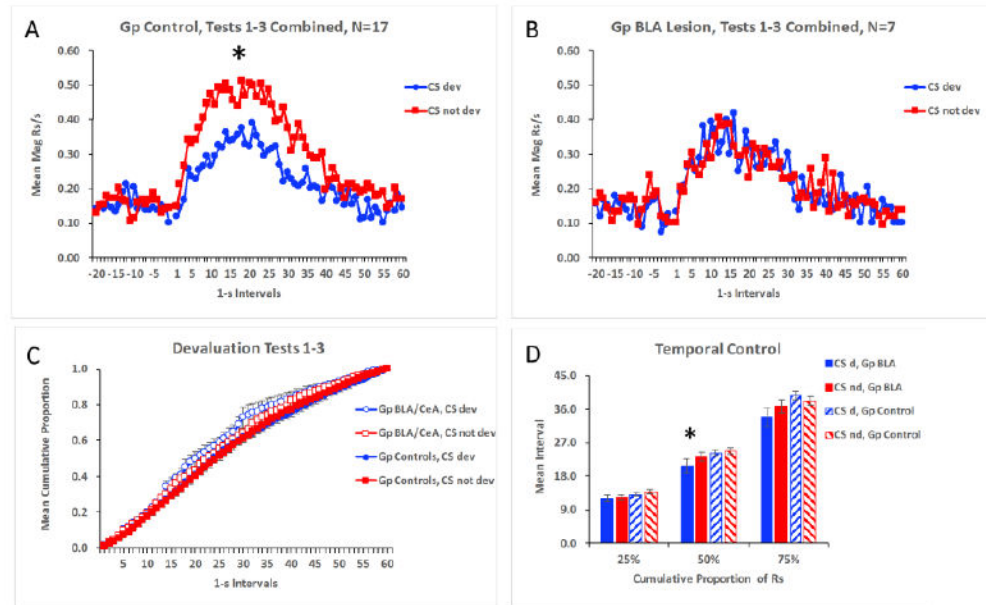 A
Gp Control, Tests 1-3 Combined, N=17
*
0.60
0.50
0.40
0.30
0.20
0.10
0.00
Mean Mag Rs/s
CS dev
CS not dev
-20 -15 -10 -5 1 5 10 15 20 25 30 35 40 45 50 55 60
1-s Intervals
B
Gp BLA Lesion, Tests 1-3 Combined, N=7
0.60
0.50
0.40
0.30
0.20
0.10
0.00
Mean Mag Rs/s
CS dev
CS not dev
-20 -15 -10 -5 1 5 10 15 20 25 30 35 40 45 50 55 60
1-s Intervals
C
Devaluation Tests 1-3
1.0
0.8
0.6
0.4
0.2
0.0
Mean Cumulative Proportion
Gp BLA/CeA, CS dev
Gp BLA/CeA, CS not dev
Gp Controls, CS dev
Gp Controls, CS not dev
5 10 15 20 25 30 35 40 45 50 55 60
1-s Intervals
D
Temporal Control
45.0
36.0
27.0
18.0
9.0
0.0
Mean Interval
*
CS d, Gp BLA
CS nd, Gp BLA
CS d, Gp Control
CS nd, Gp Control
25% 50% 75%
Cumulative Proportion of Rs